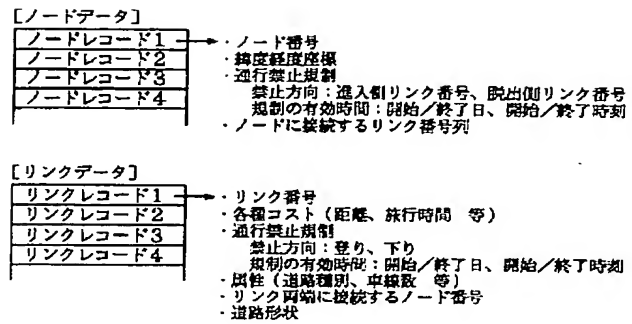 [ノードデータ]
ノードレコード1
ノードレコード2
ノードレコード3
ノードレコード4
・ノード番号
・緯度経度座標
・通行禁止規制
禁止方向：進入側リンク番号、脱出側リンク番号
規制の有効時間：開始／終了日、開始／終了時刻
・ノードに接続するリンク番号列
[リンクデータ]
リンクレコード1
リンクレコード2
リンクレコード3
リンクレコード4
・リンク番号
・各種コスト（距離、旅行時間 等）
・通行禁止規制
禁止方向：登り、下り
規制の有効時間：開始／終了日、開始／終了時刻
・属性（道路種別、車線数 等）
・リンク両端に接続するノード番号
・道路形状